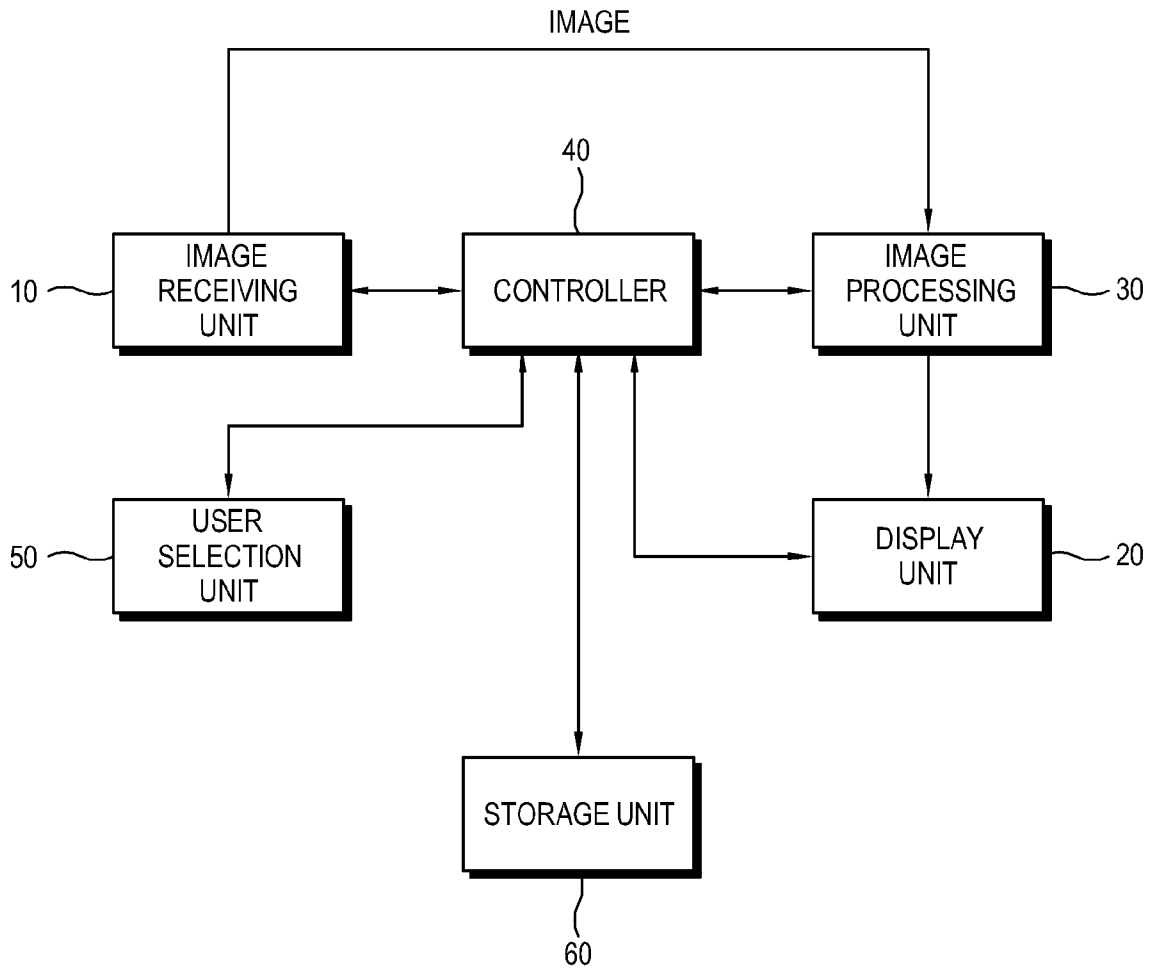 IMAGE
40
IMAGE
RECEIVING
UNIT
10
CONTROLLER
IMAGE
PROCESSING
UNIT
30
USER
SELECTION
UNIT
50
DISPLAY
UNIT
20
STORAGE UNIT
60